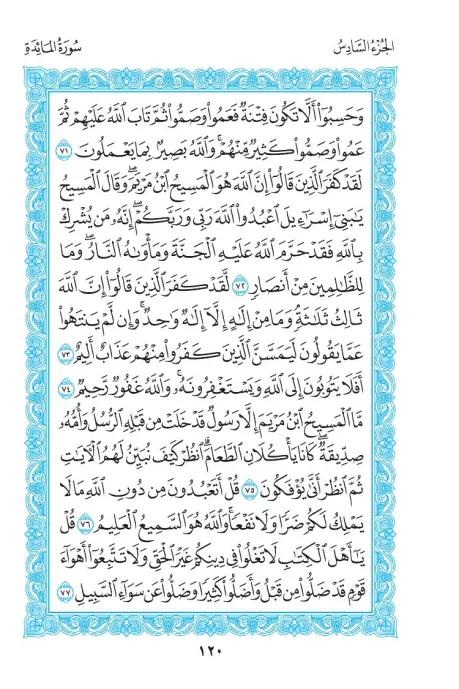 الجُزْءُ السَّادِسُ
سُورَةُ المَائِدَةِ
وَحَسِبُوٓا۟ أَلَّا تَكُونَ فِتْنَةٌ فَعَمُوا۟ وَصَمُّوا۟ ثُمَّ تَابَ ٱللَّهُ عَلَيْهِمْ ثُمَّ
عَمُوا۟ وَصَمُّوا۟ كَثِيرٌ مِّنْهُمْ ۚ وَٱللَّهُ بَصِيرٌۢ بِمَا يَعْمَلُونَ ٧١
لَقَدْ كَفَرَ ٱلَّذِينَ قَالُوٓا۟ إِنَّ ٱللَّهَ هُوَ ٱلْمَسِيحُ ٱبْنُ مَرْيَمَ ۖ وَقَالَ ٱلْمَسِيحُ
يَـٰبَنِىٓ إِسْرَٰٓءِيلَ ٱعْبُدُوا۟ ٱللَّهَ رَبِّى وَرَبَّكُمْ ۖ إِنَّهُۥ مَن يُشْرِكْ
بِٱللَّهِ فَقَدْ حَرَّمَ ٱللَّهُ عَلَيْهِ ٱلْجَنَّةَ وَمَأْوَىٰهُ ٱلنَّارُ ۖ وَمَا
لِلظَّـٰلِمِينَ مِنْ أَنصَارٍ ٧٢ لَّقَدْ كَفَرَ ٱلَّذِينَ قَالُوٓا۟ إِنَّ ٱللَّهَ
ثَالِثُ ثَلَـٰثَةٍ ۘ وَمَا مِنْ إِلَـٰهٍ إِلَّآ إِلَـٰهٌ وَٰحِدٌ ۚ وَإِن لَّمْ يَنتَهُوا۟
عَمَّا يَقُولُونَ لَيَمَسَّنَّ ٱلَّذِينَ كَفَرُوا۟ مِنْهُمْ عَذَابٌ أَلِيمٌ ٧٣
أَفَلَا يَتُوبُونَ إِلَى ٱللَّهِ وَيَسْتَغْفِرُونَهُۥ ۚ وَٱللَّهُ غَفُورٌ رَّحِيمٌ ٧٤
مَّا ٱلْمَسِيحُ ٱبْنُ مَرْيَمَ إِلَّا رَسُولٌ قَدْ خَلَتْ مِن قَبْلِهِ ٱلرُّسُلُ وَأُمُّهُۥ
صِدِّيقَةٌ ۖ كَانَا يَأْكُلَانِ ٱلطَّعَامَ ۗ ٱنظُرْ كَيْفَ نُبَيِّنُ لَهُمُ ٱلْـَٔايَـٰتِ
ثُمَّ ٱنظُرْ أَنَّىٰ يُؤْفَكُونَ ٧٥ قُلْ أَتَعْبُدُونَ مِن دُونِ ٱللَّهِ مَا لَا
يَمْلِكُ لَكُمْ ضَرًّا وَلَا نَفْعًا ۚ وَٱللَّهُ هُوَ ٱلسَّمِيعُ ٱلْعَلِيمُ ٧٦ قُلْ
يَـٰٓأَهْلَ ٱلْكِتَـٰبِ لَا تَغْلُوا۟ فِى دِينِكُمْ غَيْرَ ٱلْحَقِّ وَلَا تَتَّبِعُوٓا۟ أَهْوَآءَ
قَوْمٍ قَدْ ضَلُّوا۟ مِن قَبْلُ وَأَضَلُّوا۟ كَثِيرًا وَضَلُّوا۟ عَن سَوَآءِ ٱلسَّبِيلِ ٧٧
١٢٠